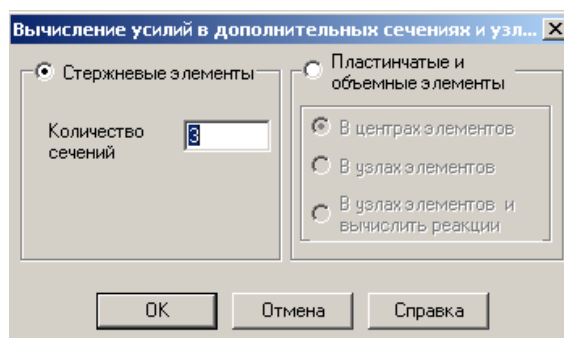 Вычисление усилий в дополнительных сечениях и узл...
Стержневые элементы
Количество
сечений
3
Пластинчатые и
объемные элементы
В центрах элементов
В узлах элементов
В узлах элементов и
вычислить реакции
OK
Отмена
Справка